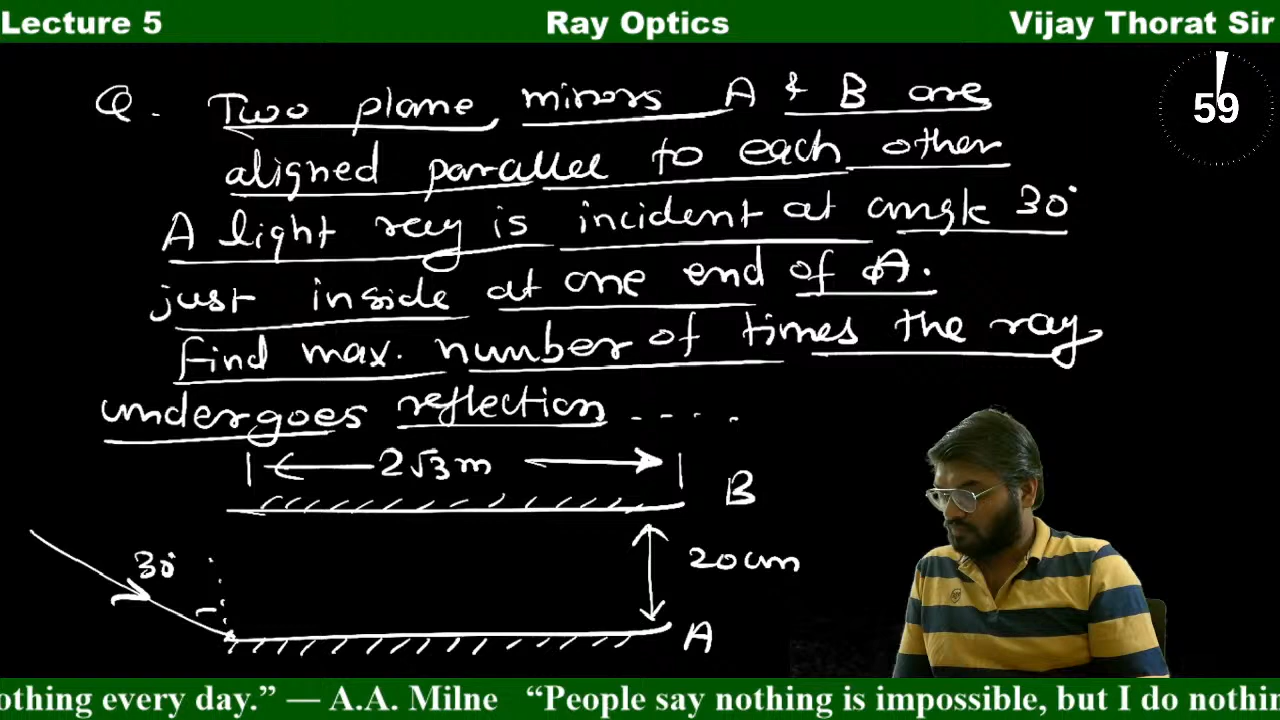 Lecture 5 Ray Optics Vijay Thorat Sir
59
Q. Two plane mirrors A & B are
aligned parallel to each other
A light ray is incident at angle 30°
just inside at one end of A.
Find max. number of times the ray
undergoes reflection ....
2√3 m
B
30°
20cm
A
othing every day.” — A.A. Milne “People say nothing is impossible, but I do nothin